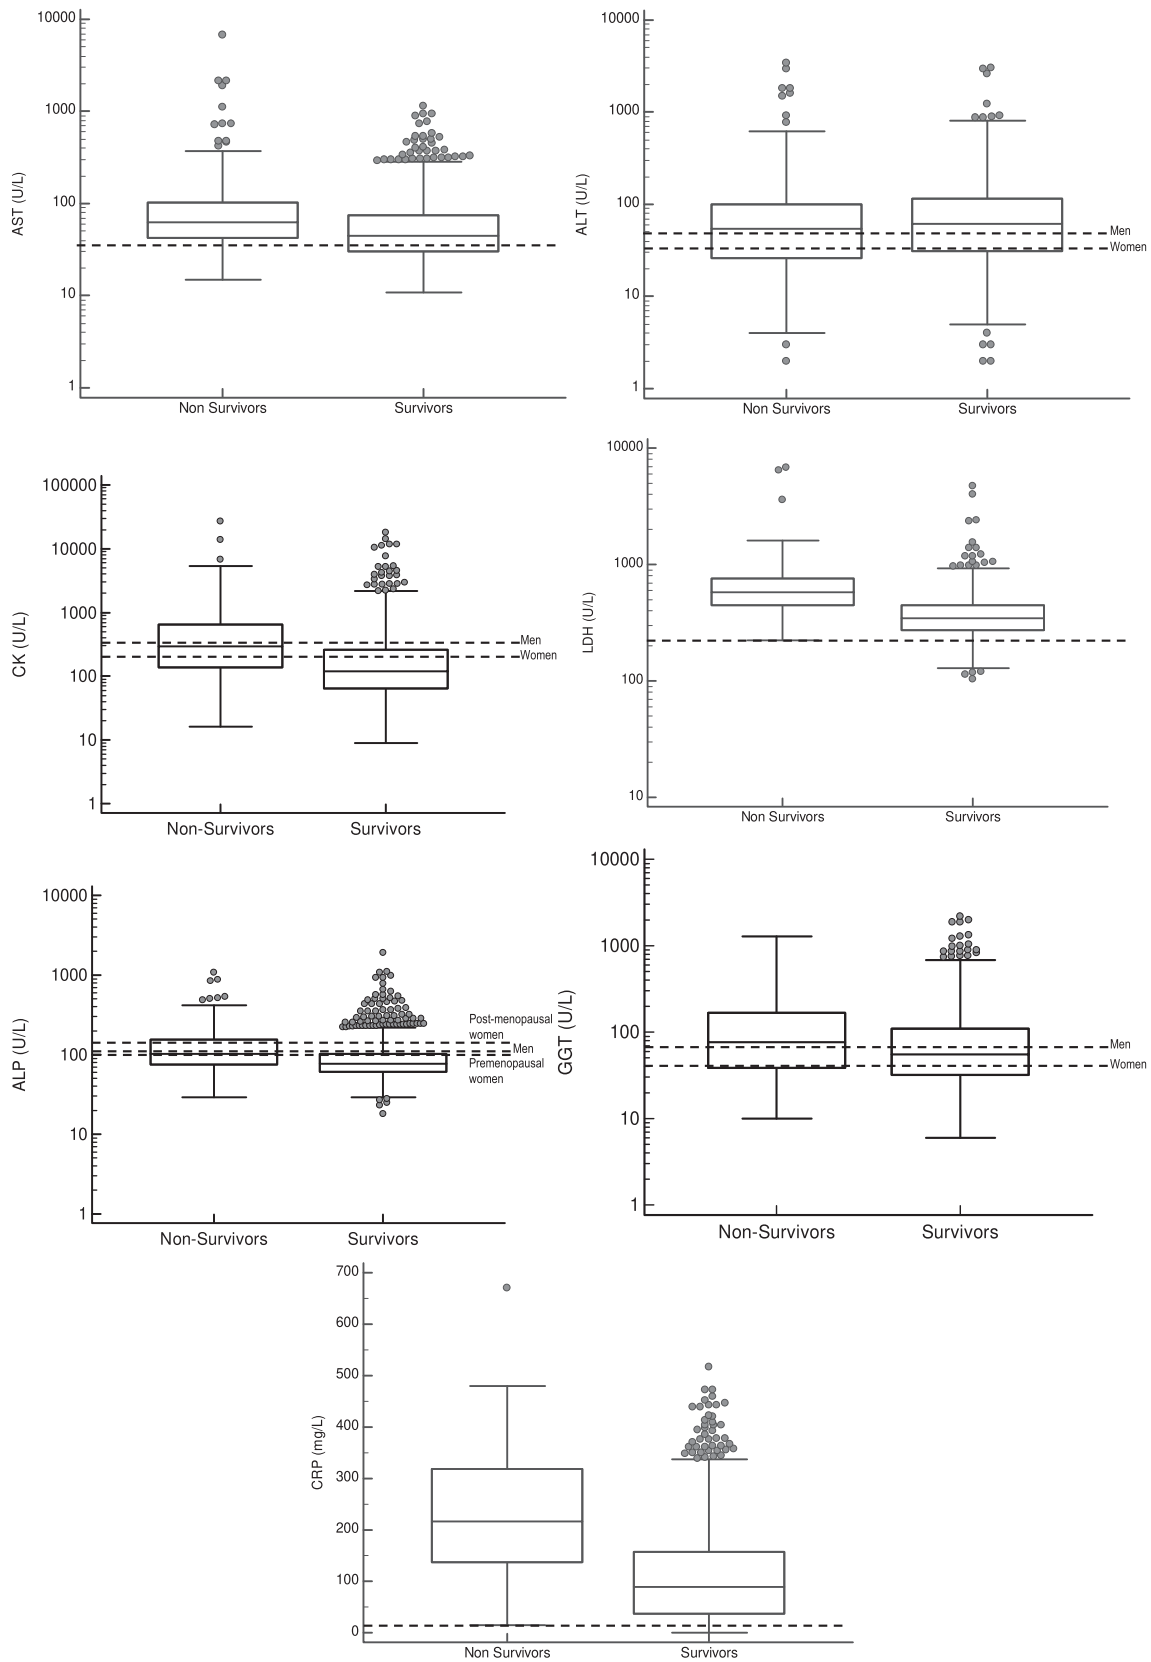 10000
1000
100
10
1
AST (U/L)
Non Survivors
Survivors
10000
1000
100
10
1
ALT (U/L)
Men
Women
Non Survivors
Survivors
100000
10000
1000
100
10
1
CK (U/L)
Men
Women
Non-Survivors
Survivors
10000
1000
100
10
LDH (U/L)
Non Survivors
Survivors
10000
1000
100
10
1
ALP (U/L)
Post-menopausal
women
Men
Premenopausal
women
Non-Survivors
Survivors
10000
1000
100
10
1
GGT (U/L)
Men
Women
Non-Survivors
Survivors
700
600
500
400
300
200
100
0
CRP (mg/L)
Non Survivors
Survivors